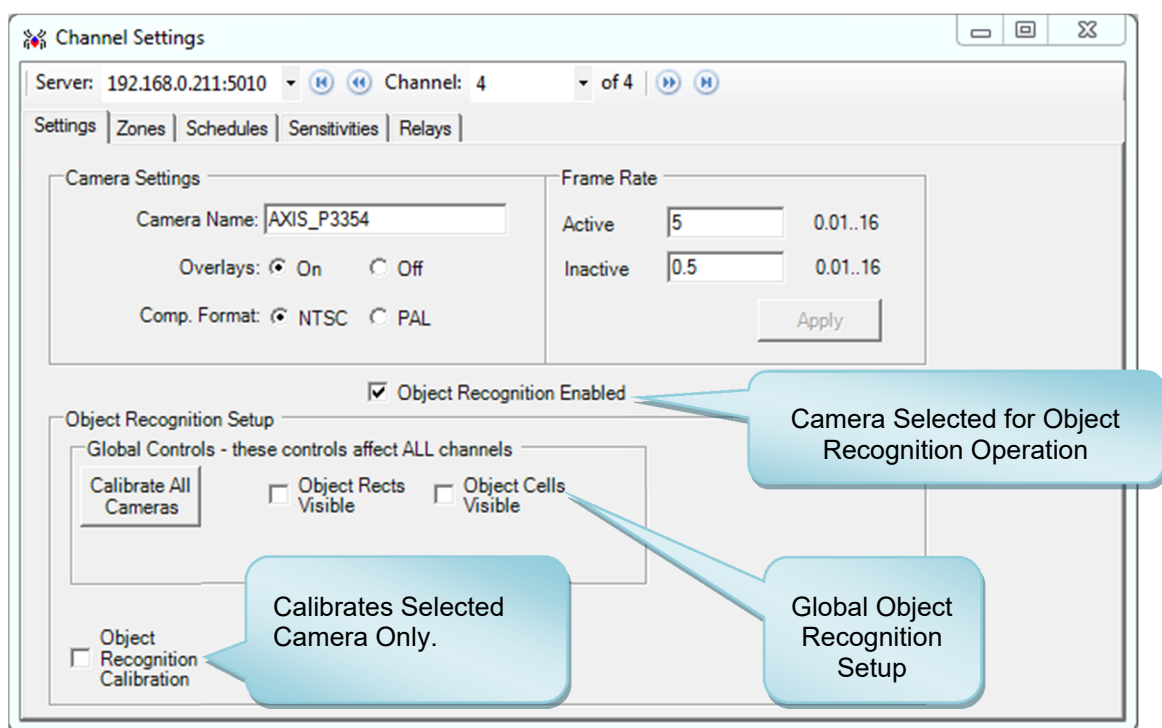 Channel Settings
Server: 192.168.0.211:5010 Channel: 4 of 4
Settings Zones Schedules Sensitivities Relays
Camera Settings
Camera Name: AXIS_P3354
Overlays: On Off
Comp. Format: NTSC PAL
Frame Rate
Active 5 0.01..16
Inactive 0.5 0.01..16
Apply
Object Recognition Enabled
Camera Selected for Object
Recognition Operation
Object Recognition Setup
Global Controls - these controls affect ALL channels
Calibrate All
Cameras
Object Rects
Visible
Object Cells
Visible
Global Object
Recognition
Setup
Calibrates Selected
Camera Only.
Object
Recognition
Calibration